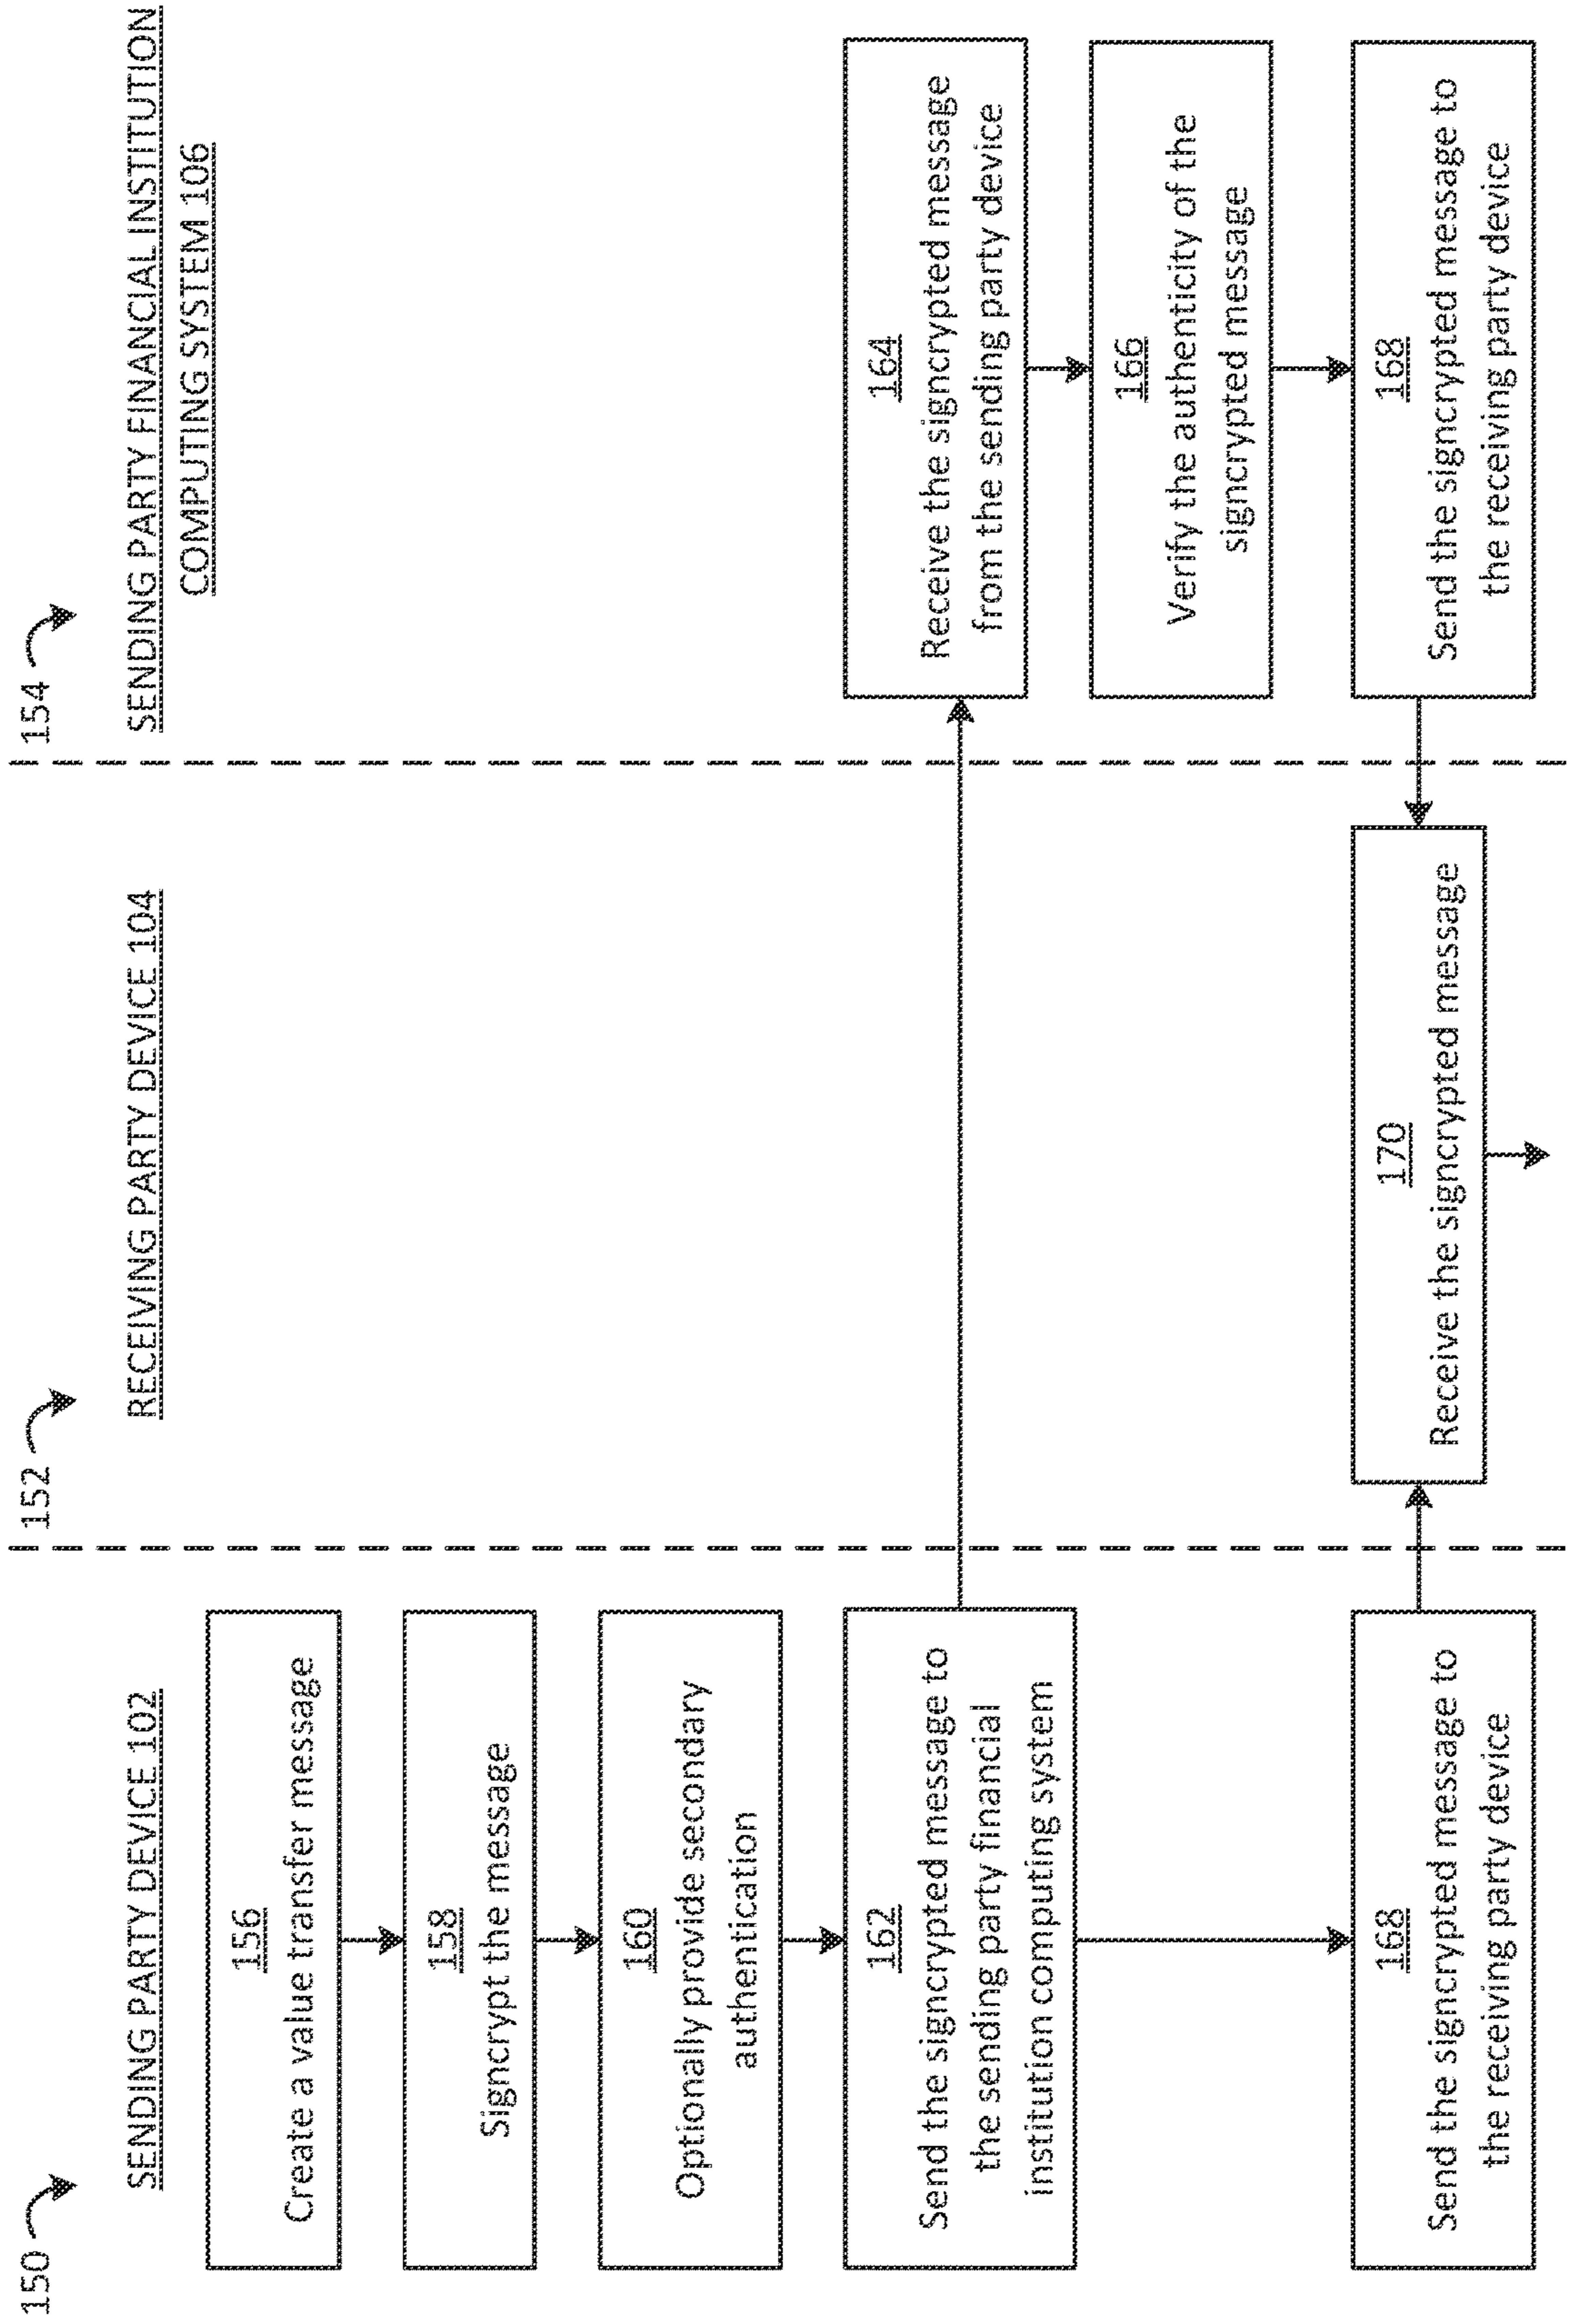 150
SENDING PARTY DEVICE 102
156
Create a value transfer message
158
Signcrypt the message
160
Optionally provide secondary
authentication
162
Send the signcrypted message to
the sending party financial
institution computing system
168
Send the signcrypted message to
the receiving party device
152
RECEIVING PARTY DEVICE 104
170
Receive the signcrypted message
154
SENDING PARTY FINANCIAL INSTITUTION
COMPUTING SYSTEM 106
164
Receive the signcrypted message
from the sending party device
166
Verify the authenticity of the
signcrypted message
168
Send the signcrypted message to
the receiving party device